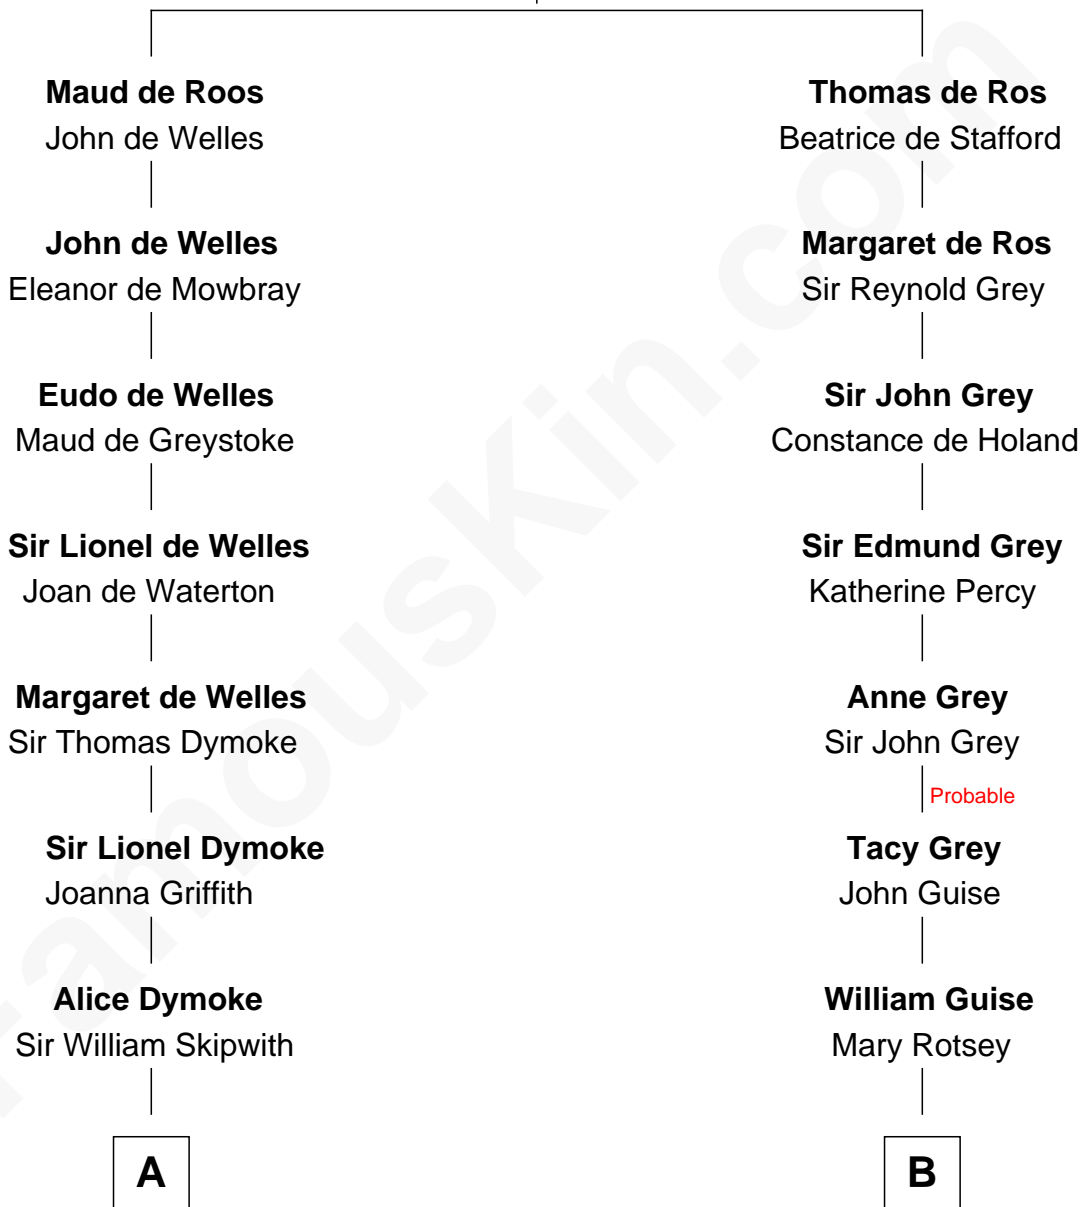 Maud de Roos
John de Welles
John de Welles
Eleanor de Mowbray
Eudo de Welles
Maud de Greystoke
Sir Lionel de Welles
Joan de Waterton
Margaret de Welles
Sir Thomas Dymoke
Sir Lionel Dymoke
Joanna Griffith
Alice Dymoke
Sir William Skipwith
A
Thomas de Ros
Beatrice de Stafford
Margaret de Ros
Sir Reynold Grey
Sir John Grey
Constance de Holand
Sir Edmund Grey
Katherine Percy
Anne Grey
Sir John Grey
Probable
Tacy Grey
John Guise
William Guise
Mary Rotsey
B
FamousKin.com